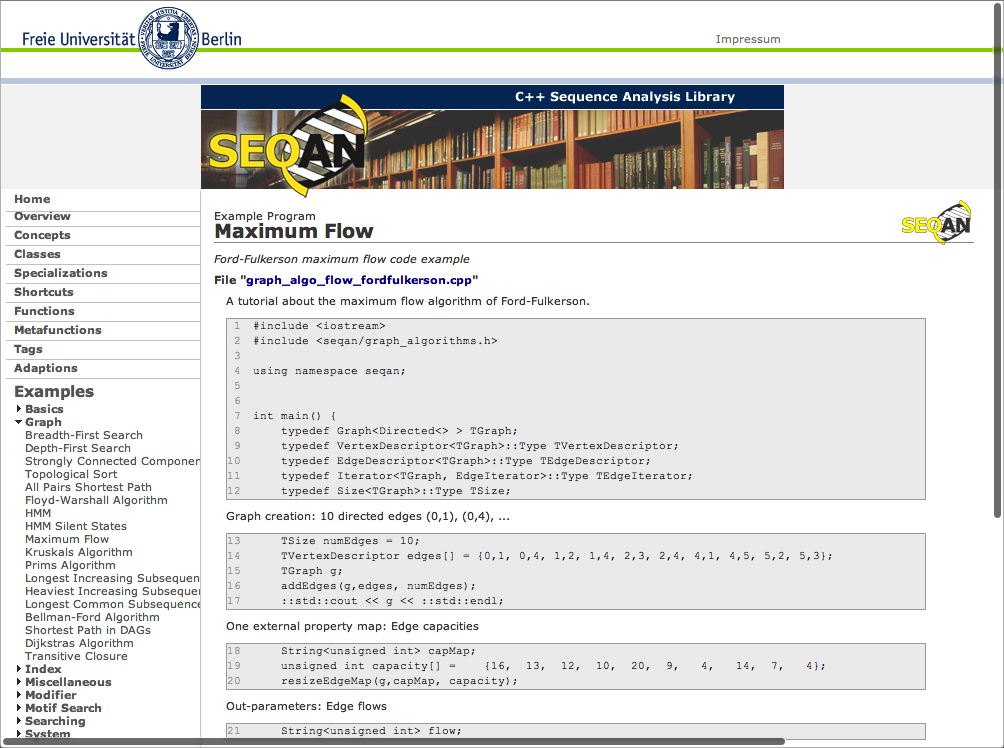 Freie Universität Berlin
Impressum
C++ Sequence Analysis Library
SEQAN
Home
Overview
Concepts
Classes
Specializations
Shortcuts
Functions
Metafunctions
Tags
Adaptions
Examples
Basics
Graph
Breadth-First Search
Depth-First Search
Strongly Connected Componen
Topological Sort
All Pairs Shortest Path
Floyd-Warshall Algorithm
HMM
HMM Silent States
Maximum Flow
Kruskals Algorithm
Prims Algorithm
Longest Increasing Subsequen
Heaviest Increasing Subseque
Longest Common Subsequence
Bellman-Ford Algorithm
Shortest Path in DAGs
Dijkstras Algorithm
Transitive Closure
Index
Miscellaneous
Modifier
Motif Search
Searching
System
Example Program
Maximum Flow
SEQAN
Ford-Fulkerson maximum flow code example
File "graph_algo_flow_fordfulkerson.cpp"
A tutorial about the maximum flow algorithm of Ford-Fulkerson.
1 #include <iostream>
2 #include <seqan/graph_algorithms.h>
3
4 using namespace seqan;
5
6
7 int main() {
8 typedef Graph<Directed<> > TGraph;
9 typedef VertexDescriptor<TGraph>::Type TVertexDescriptor;
10 typedef EdgeDescriptor<TGraph>::Type TEdgeDescriptor;
11 typedef Iterator<TGraph, EdgeIterator>::Type TEdgeIterator;
12 typedef Size<TGraph>::Type TSize;
Graph creation: 10 directed edges (0,1), (0,4), ...
13 TSize numEdges = 10;
14 TVertexDescriptor edges[] = {0,1, 0,4, 1,2, 1,4, 2,3, 2,4, 4,1, 4,5, 5,2, 5,3};
15 TGraph g;
16 addEdges(g,edges, numEdges);
17 ::std::cout << g << ::std::endl;
One external property map: Edge capacities
18 String<unsigned int> capMap;
19 unsigned int capacity[] = {16, 13, 12, 10, 20, 9, 4, 14, 7, 4};
20 resizeEdgeMap(g,capMap, capacity);
Out-parameters: Edge flows
21 String<unsigned int> flow;